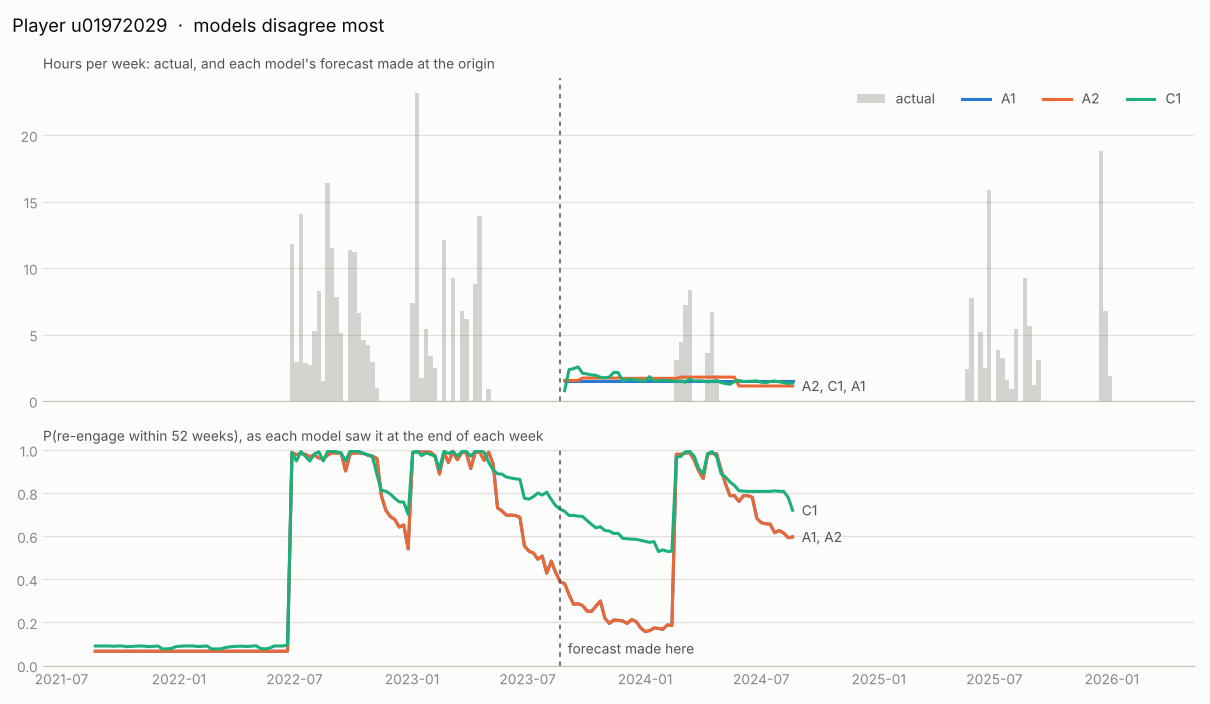 Player u01972029 · models disagree most
Hours per week: actual, and each model's forecast made at the origin
actual A1 A2 C1
20
15
10
5
0
A2, C1, A1
P(re-engage within 52 weeks), as each model saw it at the end of each week
1.0
0.8
0.6
0.4
0.2
0.0
C1
A1, A2
forecast made here
2021-07 2022-01 2022-07 2023-01 2023-07 2024-01 2024-07 2025-01 2025-07 2026-01